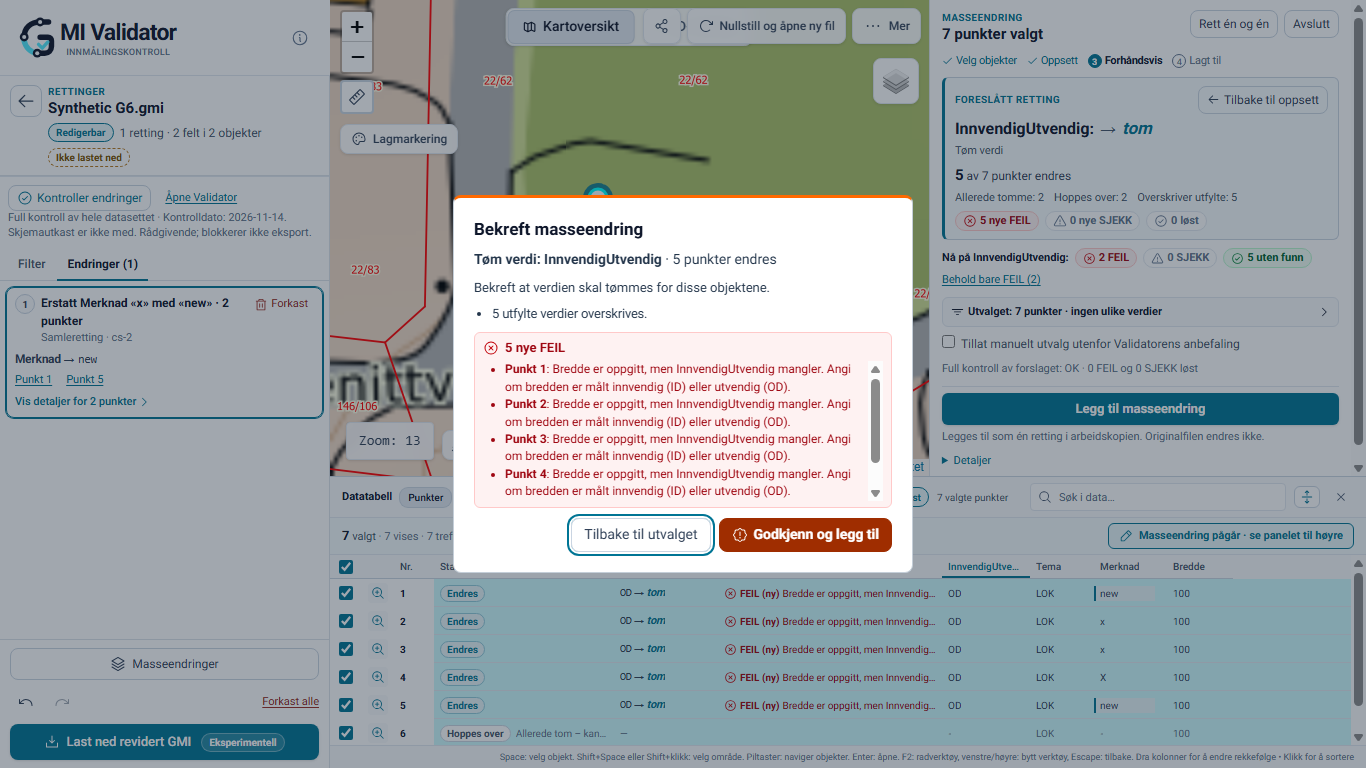 MI Validator
INNMÅLINGSKONTROLL
RETTINGER
Synthetic G6.gmi
Redigerbar 1 retting · 2 felt i 2 objekter
Ikke lastet ned
Kontroller endringer Åpne Validator
Full kontroll av hele datasettet · Kontrolldato: 2026-11-14.
Skjemautkast er ikke med. Rådgivende; blokkerer ikke eksport.
Filter Endringer (1)
1 Erstatt Merknad «x» med «new» · 2 punkter Forkast
Samleretting · cs-2
Merknad → new
Punkt 1 Punkt 5
Vis detaljer for 2 punkter
Masseendringer
Forkast alle
Last ned revidert GMI Eksperimentell
+
−
Kartoversikt
Nullstill og åpne ny fil
Mer
Lagmarkering
22/62
22/62
22/83
146/106
Zoom: 13
Bekreft masseendring
Tøm verdi: InnvendigUtvendig · 5 punkter endres
Bekreft at verdien skal tømmes for disse objektene.
• 5 utfylte verdier overskrives.
5 nye FEIL
• Punkt 1: Bredde er oppgitt, men InnvendigUtvendig mangler. Angi
om bredden er målt innvendig (ID) eller utvendig (OD).
• Punkt 2: Bredde er oppgitt, men InnvendigUtvendig mangler. Angi
om bredden er målt innvendig (ID) eller utvendig (OD).
• Punkt 3: Bredde er oppgitt, men InnvendigUtvendig mangler. Angi
om bredden er målt innvendig (ID) eller utvendig (OD).
• Punkt 4: Bredde er oppgitt, men InnvendigUtvendig mangler. Angi
om bredden er målt innvendig (ID) eller utvendig (OD).
Tilbake til utvalget Godkjenn og legg til
MASSEENDRING
7 punkter valgt
Rett én og én Avslutt
Velg objekter Oppsett 3 Forhåndsvis 4 Lagt til
FORESLÅTT RETTING
Tilbake til oppsett
InnvendigUtvendig: → tom
Tøm verdi
5 av 7 punkter endres
Allerede tomme: 2 Hoppes over: 2 Overskriver utfylte: 5
5 nye FEIL 0 nye SJEKK 0 løst
Nå på InnvendigUtvendig: 2 FEIL 0 SJEKK 5 uten funn
Behold bare FEIL (2)
Utvalget: 7 punkter · ingen ulike verdier
Tillat manuelt utvalg utenfor Validatorens anbefaling
Full kontroll av forslaget: OK · 0 FEIL og 0 SJEKK løst
Legg til masseendring
Legges til som én retting i arbeidskopien. Originalfilen endres ikke.
Detaljer
Datatabell Punkter
7 valgte punkter
Søk i data...
7 valgt · 7 vises · 7 tref
Masseendring pågår · se panelet til høyre
Nr. InnvendigUtve... Tema Merknad Bredde
1 Endres OD → tom FEIL (ny) Bredde er oppgitt, men Innvendig... OD LOK new 100
2 Endres OD → tom FEIL (ny) Bredde er oppgitt, men Innvendig... OD LOK x 100
3 Endres OD → tom FEIL (ny) Bredde er oppgitt, men Innvendig... OD LOK x 100
4 Endres OD → tom FEIL (ny) Bredde er oppgitt, men Innvendig... OD LOK X 100
5 Endres OD → tom FEIL (ny) Bredde er oppgitt, men Innvendig... OD LOK new 100
6 Hoppes over Allerede tom – kan... — - LOK - 100
Space: velg objekt. Shift+Space eller Shift+klikk: velg område. Piltaster: naviger objekter. Enter: åpne. F2: radverktøy, venstre/høyre: bytt verktøy, Escape: tilbake. Dra kolonner for å endre rekkefølge · Klikk for å sortere